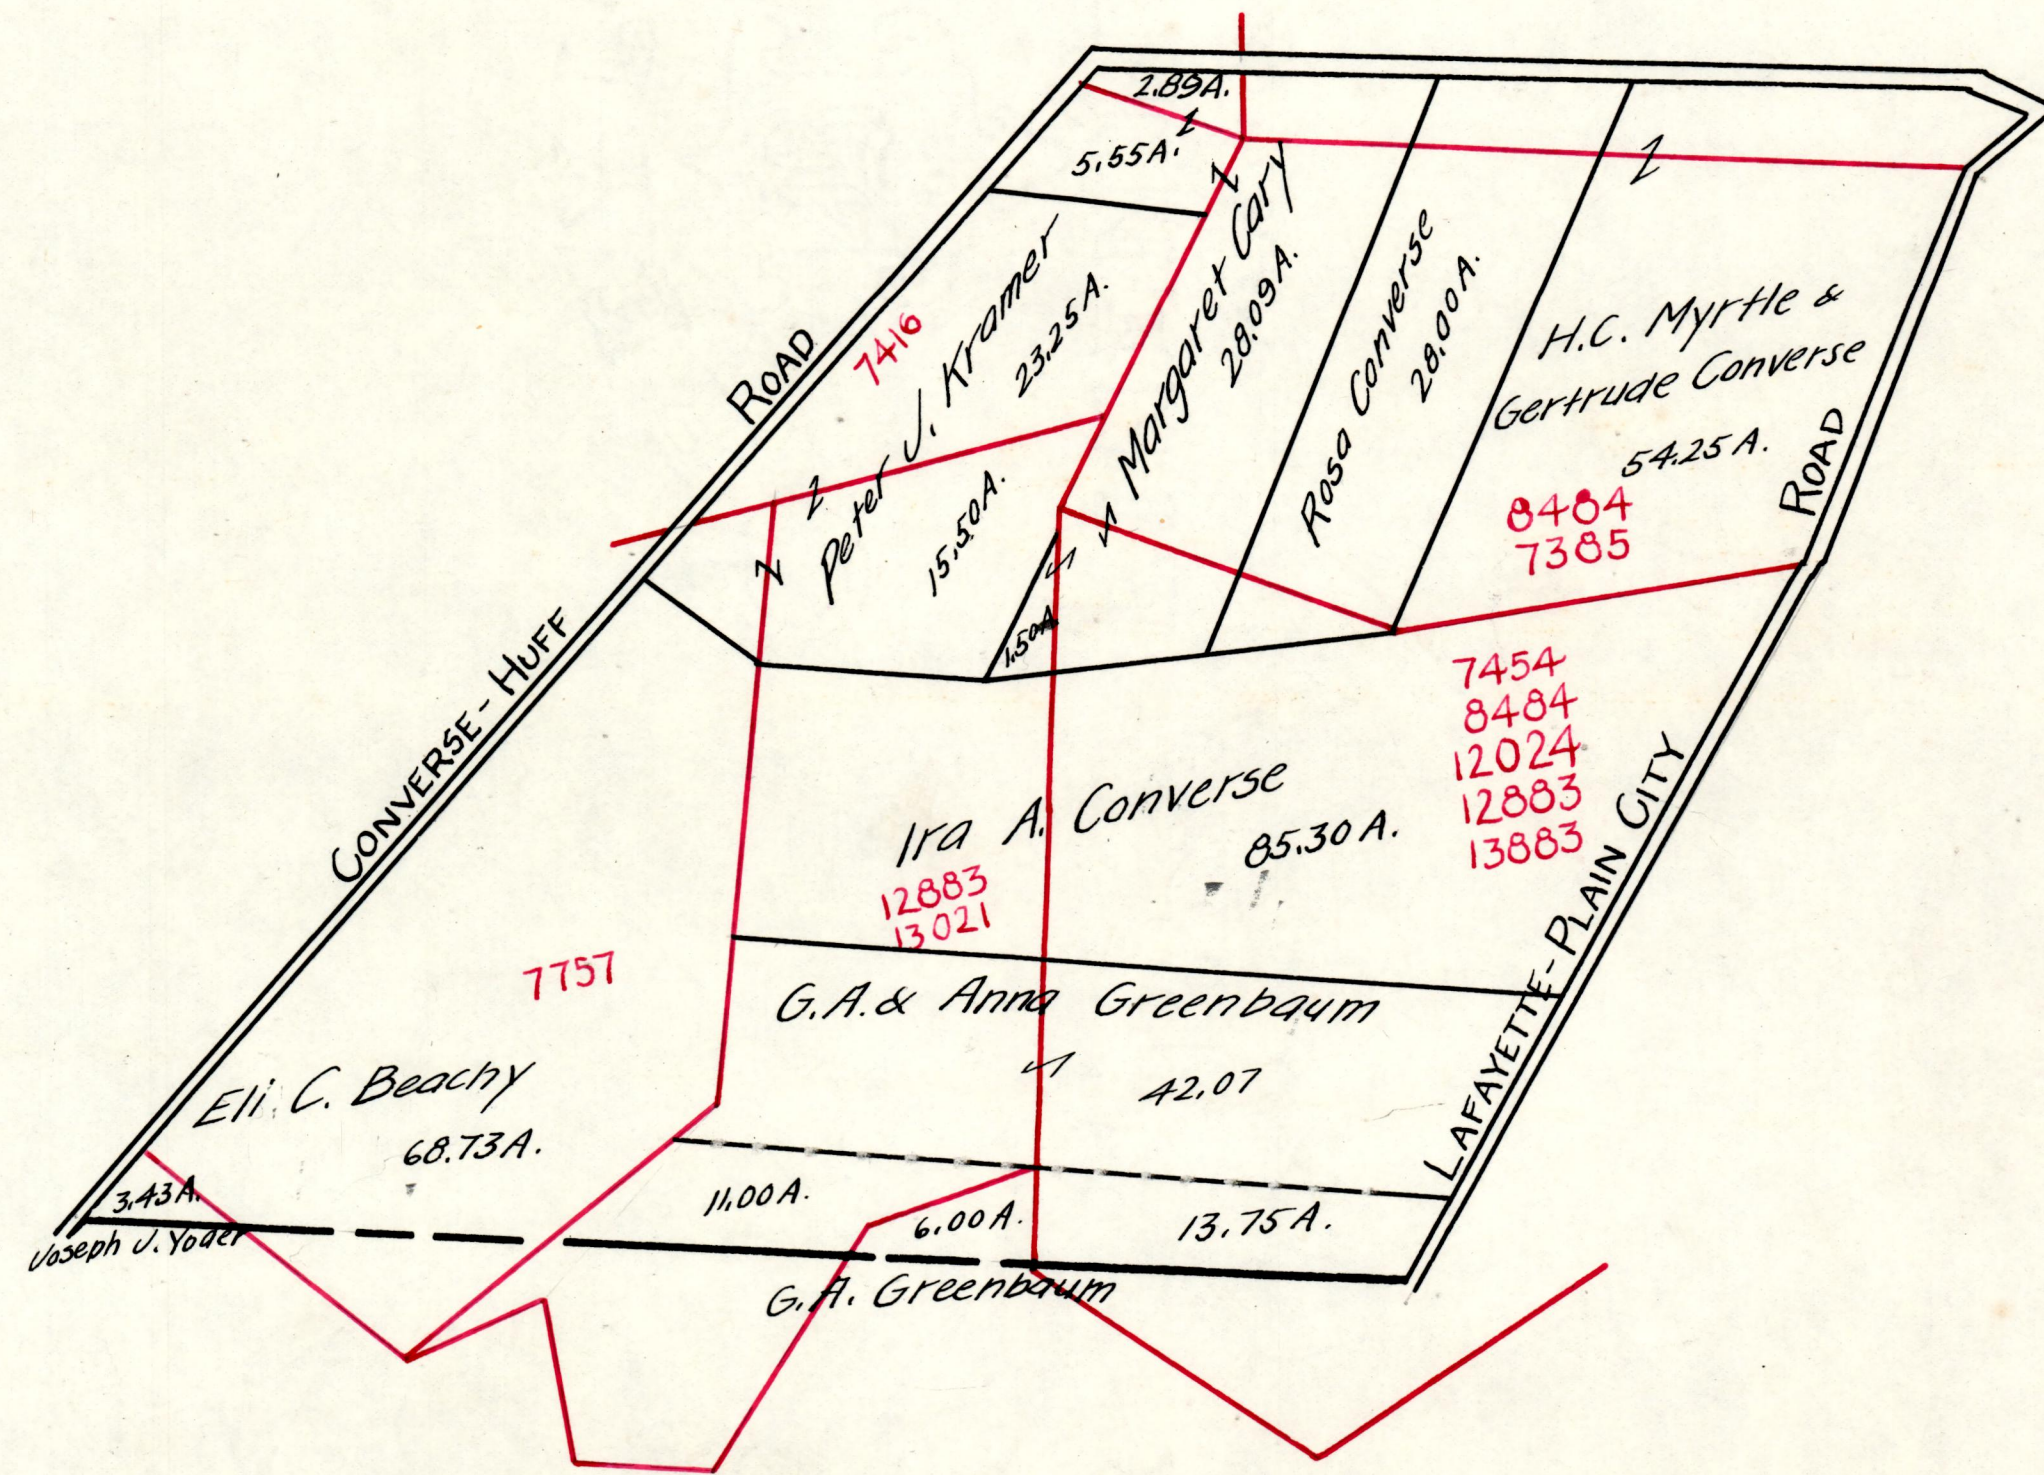 2.89A.
5.55A.
Peter J. Kramer
23.25A.
7416
15.50A.
1.50A
Margaret Cary
28.09A.
Rosa Converse
28.00A.
H.C. Myrtle &
Gertrude Converse
54.25A.
8484
7385
ROAD
ROAD
CONVERSE-HUFF
7454
8484
12024
12883
13883
Ira A. Converse
85.30A.
12883
13021
LAFAYETTE-PLAIN CITY
7757
G.A.& Anna Greenbaum
42.07
Eli C. Beachy
68.73A.
3.43A.
11.00A.
6.00A.
13.75A.
Joseph J. Yoder
G.A. Greenbaum